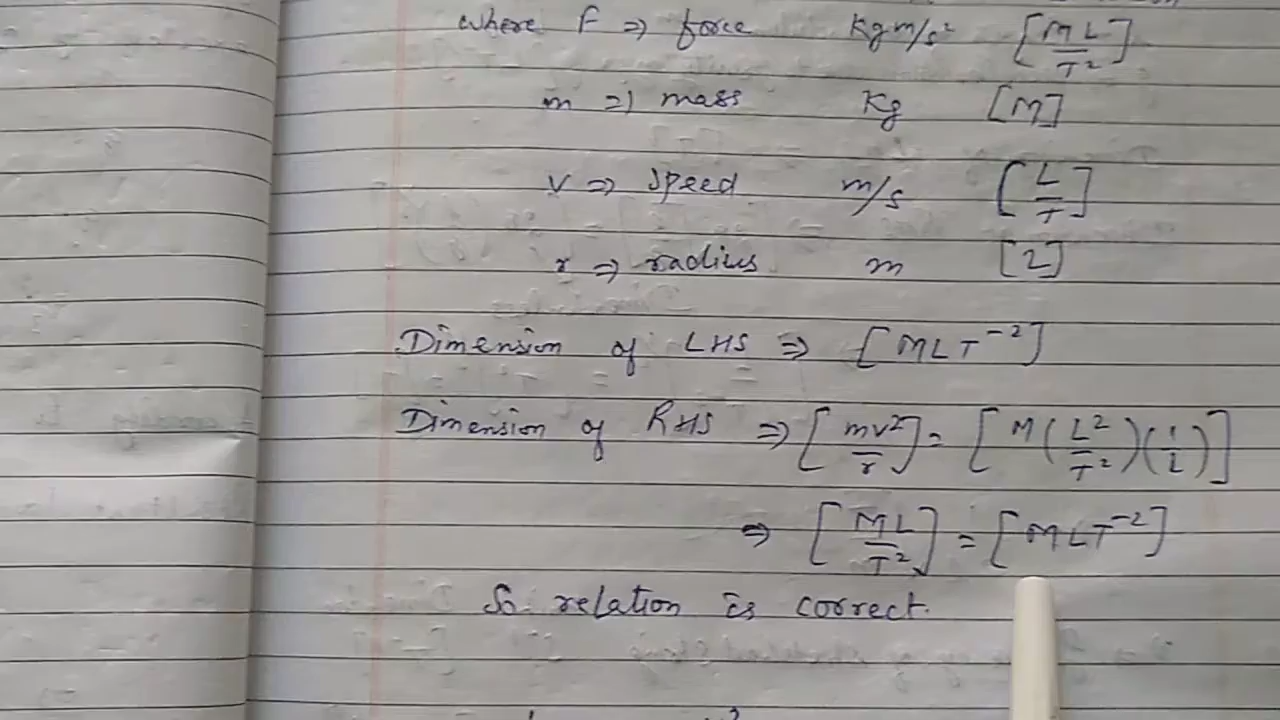 where F ⇒ force Kgm/s² [ML/T²]
m ⇒ mass Kg [M]
v ⇒ speed m/s [L/T]
r ⇒ radius m [L]
Dimension of LHS ⇒ [MLT⁻²]
Dimension of RHS ⇒ [mv²/r] = [M(L²/T²)(1/L)]
⇒ [ML/T²] = [MLT⁻²]
So relation is correct.